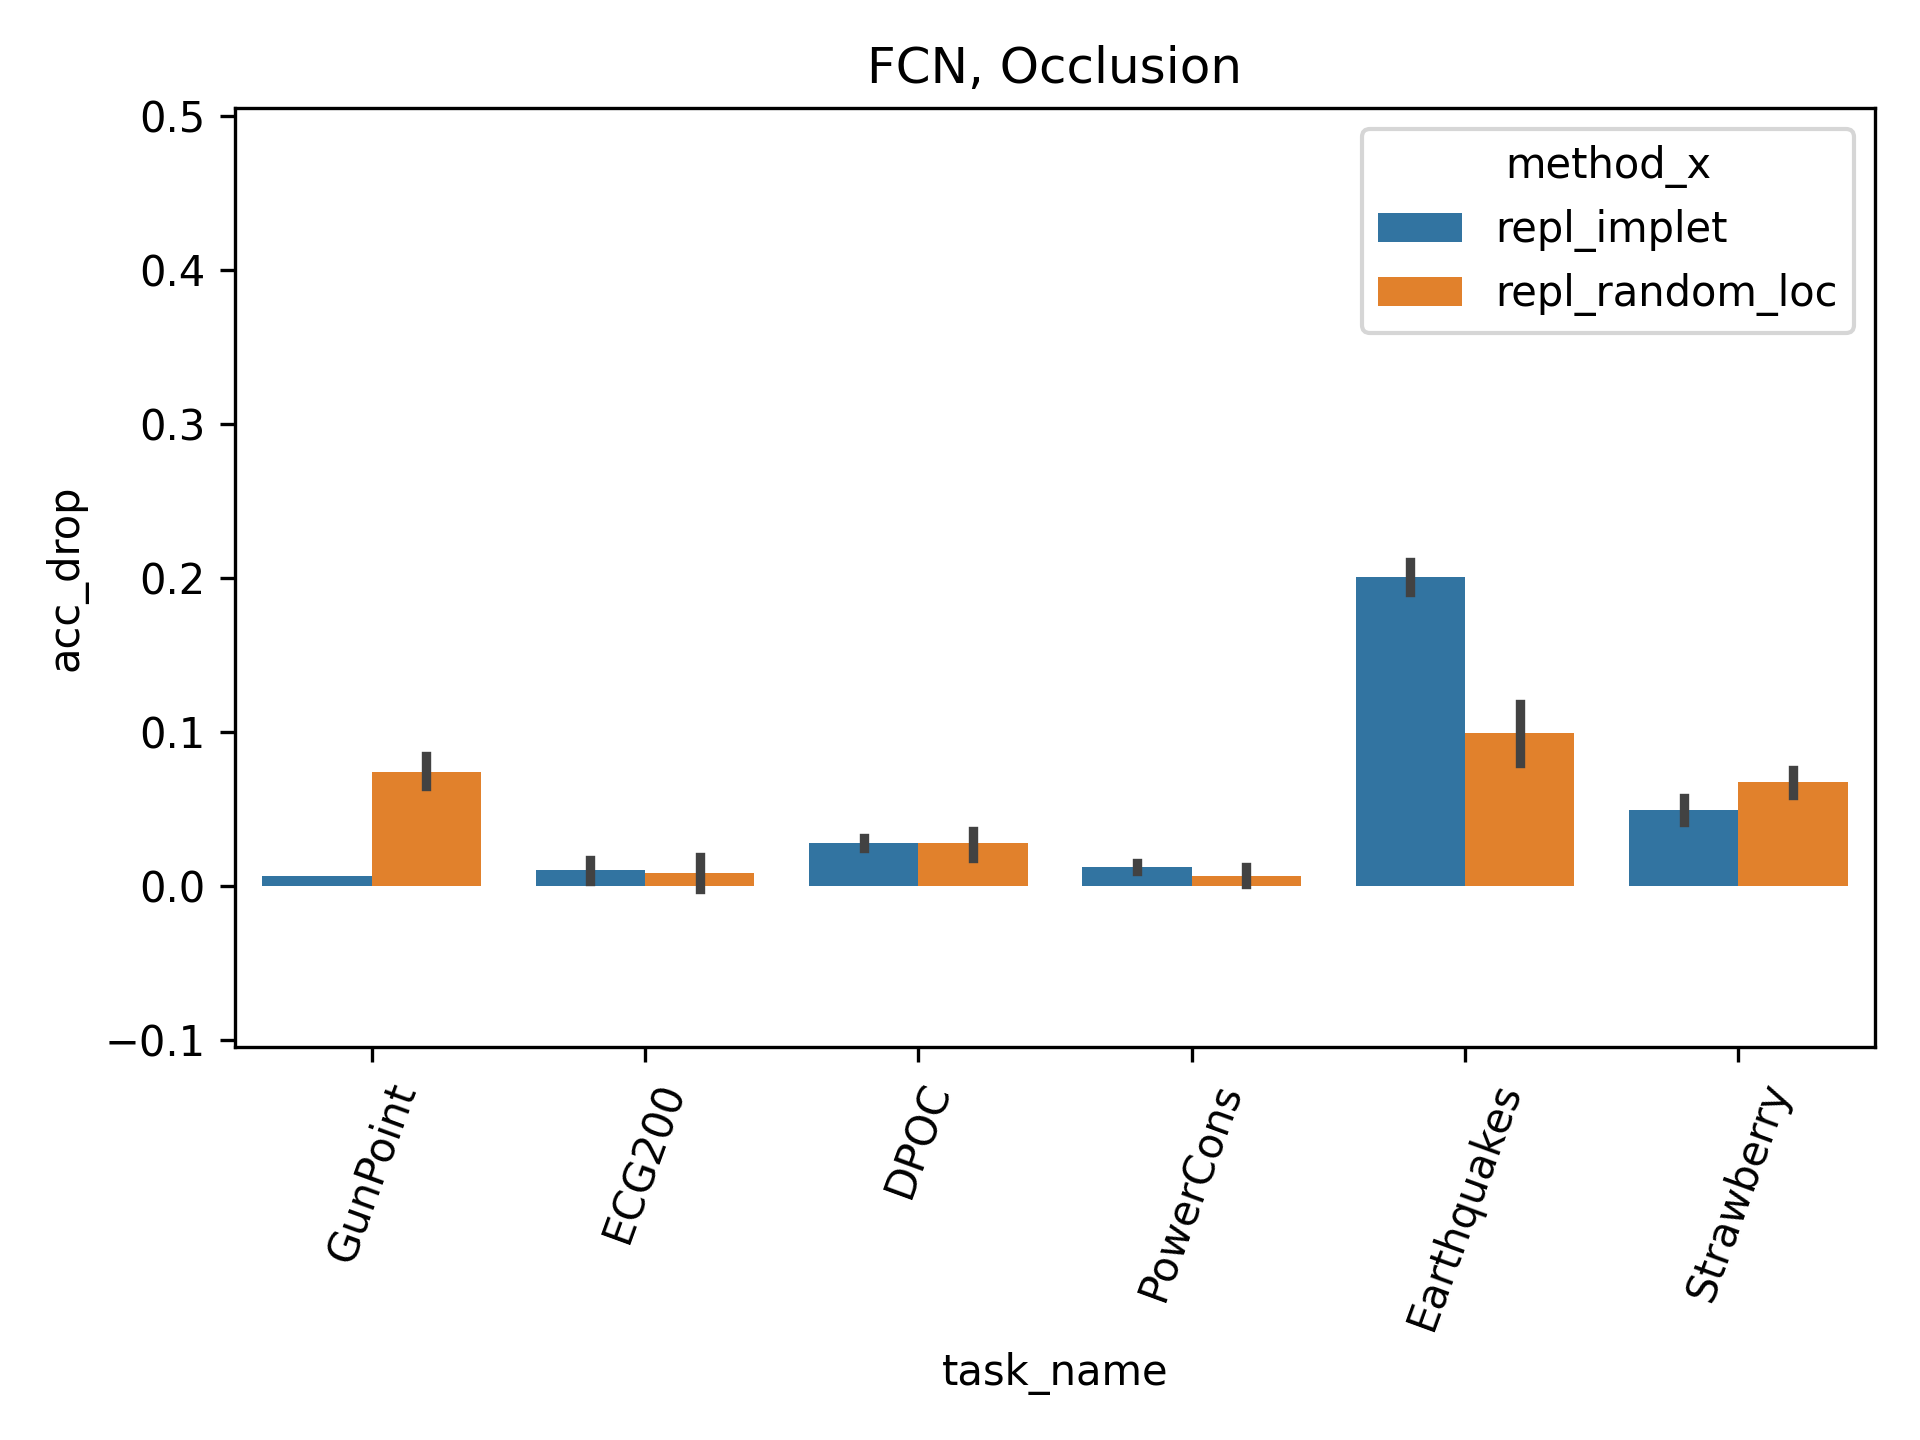 FCN, Occlusion
0.5
0.4
0.3
0.2
0.1
0.0
−0.1
acc_drop
method_x
repl_implet
repl_random_loc
GunPoint
ECG200
DPOC
PowerCons
Earthquakes
Strawberry
task_name